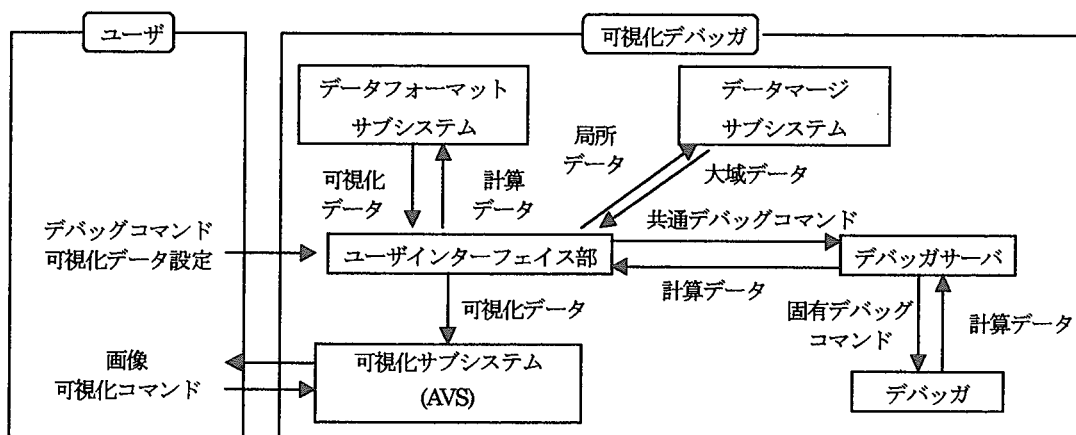 ユーザ
可視化デバッガ
データフォーマット
サブシステム
データマージ
サブシステム
局所
データ
大域データ
可視化
データ
計算
データ
共通デバッグコマンド
デバッグコマンド
可視化データ設定
ユーザインターフェイス部
デバッガサーバ
計算データ
可視化データ
固有デバッグ
コマンド
計算データ
画像
可視化コマンド
可視化サブシステム
(AVS)
デバッガ